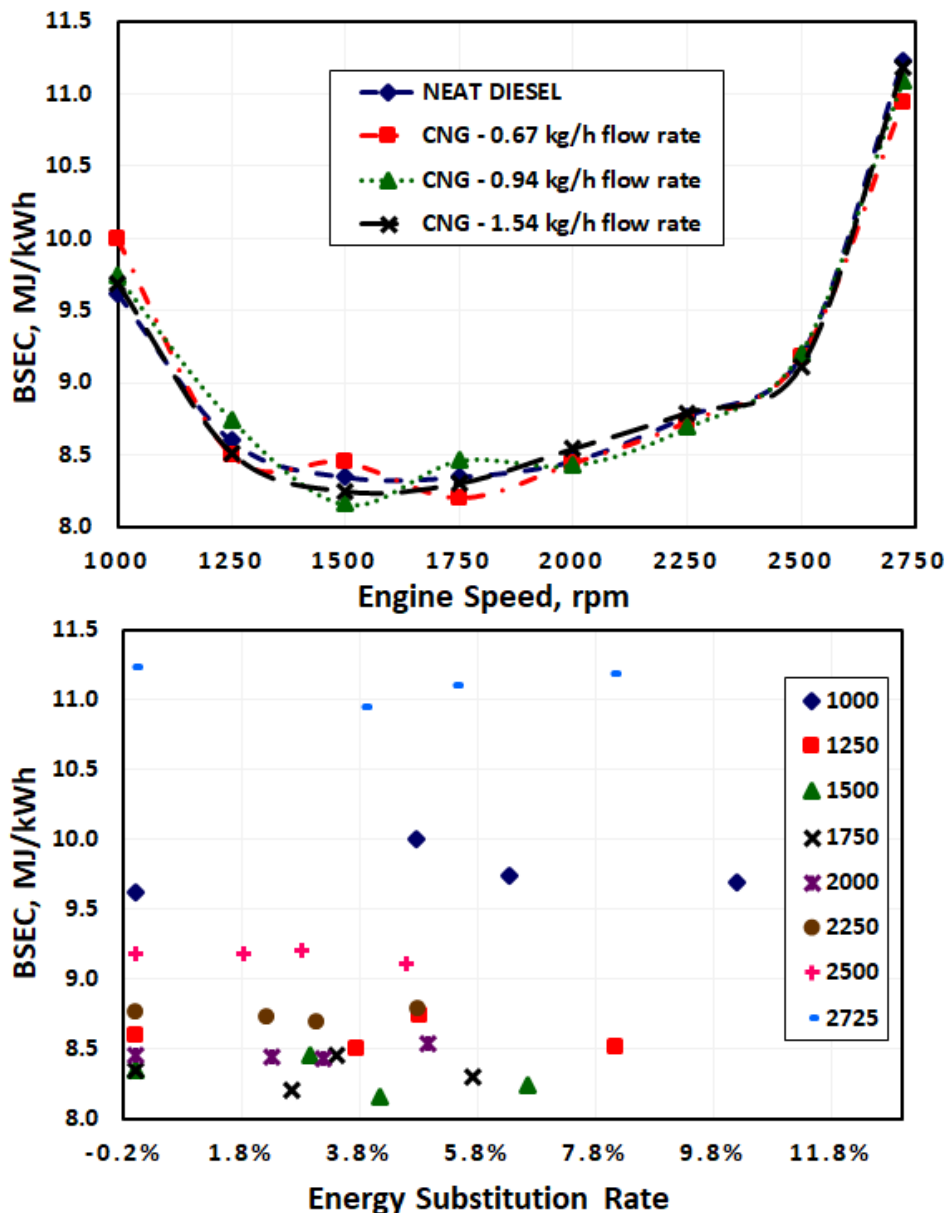 11.5
11.0
10.5
10.0
9.5
9.0
8.5
8.0
BSEC, MJ/kWh
NEAT DIESEL
CNG - 0.67 kg/h flow rate
CNG - 0.94 kg/h flow rate
CNG - 1.54 kg/h flow rate
1000 1250 1500 1750 2000 2250 2500 2750
Engine Speed, rpm
11.5
11.0
10.5
10.0
9.5
9.0
8.5
8.0
BSEC, MJ/kWh
1000
1250
1500
1750
2000
2250
2500
2725
-0.2% 1.8% 3.8% 5.8% 7.8% 9.8% 11.8%
Energy Substitution Rate